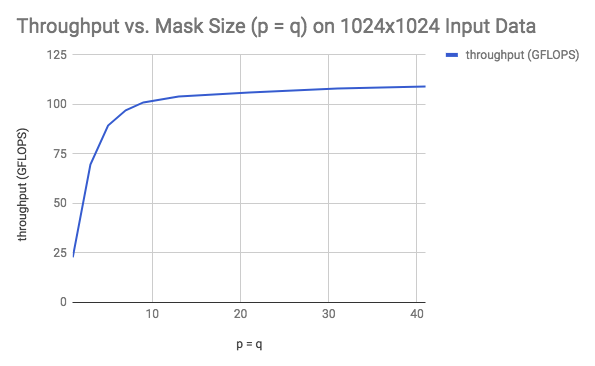 Throughput vs. Mask Size (p = q) on 1024x1024 Input Data
throughput (GFLOPS)
throughput (GFLOPS)
125
100
75
50
25
0
10 20 30 40
p = q